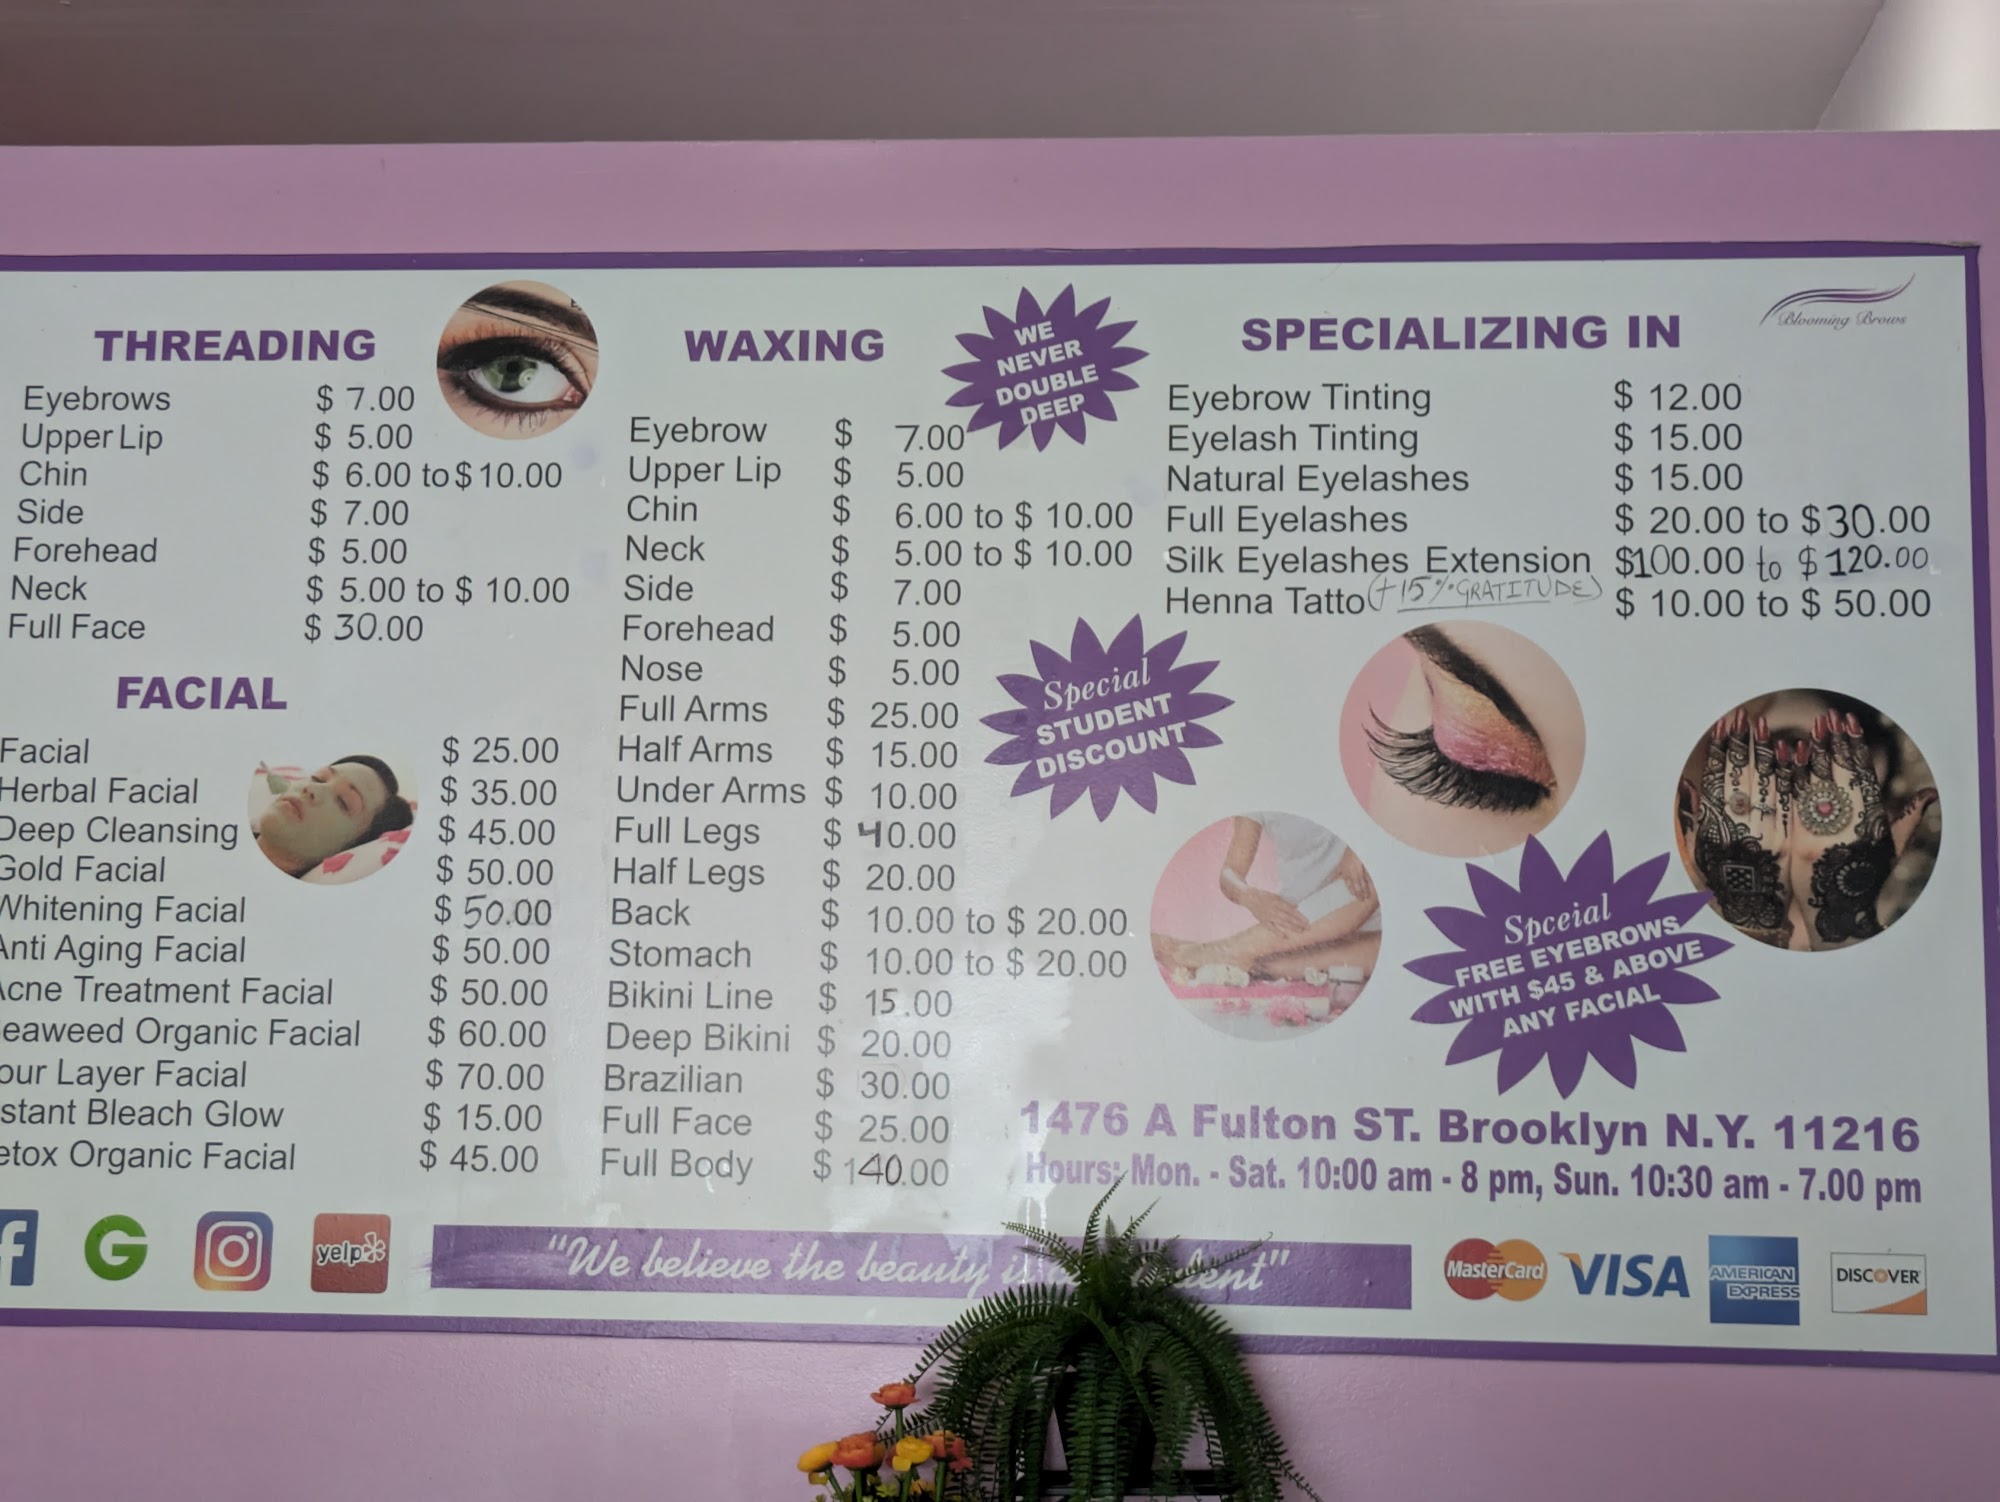 Blooming Brows
THREADING
Eyebrows $ 7.00
Upper Lip $ 5.00
Chin $ 6.00 to $ 10.00
Side $ 7.00
Forehead $ 5.00
Neck $ 5.00 to $ 10.00
Full Face $ 30.00
FACIAL
Facial $ 25.00
Herbal Facial $ 35.00
Deep Cleansing $ 45.00
Gold Facial $ 50.00
Whitening Facial $ 50.00
Anti Aging Facial $ 50.00
Acne Treatment Facial $ 50.00
eaweed Organic Facial $ 60.00
our Layer Facial $ 70.00
stant Bleach Glow $ 15.00
etox Organic Facial $ 45.00
WAXING
Eyebrow $ 7.00
Upper Lip $ 5.00
Chin $ 6.00 to $ 10.00
Neck $ 5.00 to $ 10.00
Side $ 7.00
Forehead $ 5.00
Nose $ 5.00
Full Arms $ 25.00
Half Arms $ 15.00
Under Arms $ 10.00
Full Legs $ 40.00
Half Legs $ 20.00
Back $ 10.00 to $ 20.00
Stomach $ 10.00 to $ 20.00
Bikini Line $ 15.00
Deep Bikini $ 20.00
Brazilian $ 30.00
Full Face $ 25.00
Full Body $ 140.00
WE
NEVER
DOUBLE
DEEP
Special
STUDENT
DISCOUNT
SPECIALIZING IN
Eyebrow Tinting $ 12.00
Eyelash Tinting $ 15.00
Natural Eyelashes $ 15.00
Full Eyelashes $ 20.00 to $ 30.00
Silk Eyelashes Extension $100.00 to $ 120.00
Henna Tatto (+15% GRATITUDE) $ 10.00 to $ 50.00
Spceial
FREE EYEBROWS
WITH $45 & ABOVE
ANY FACIAL
1476 A Fulton ST. Brooklyn N.Y. 11216
Hours: Mon. - Sat. 10:00 am - 8 pm, Sun. 10:30 am - 7.00 pm
f G yelp
"We believe the beauty
MasterCard VISA AMERICAN EXPRESS DISCOVER